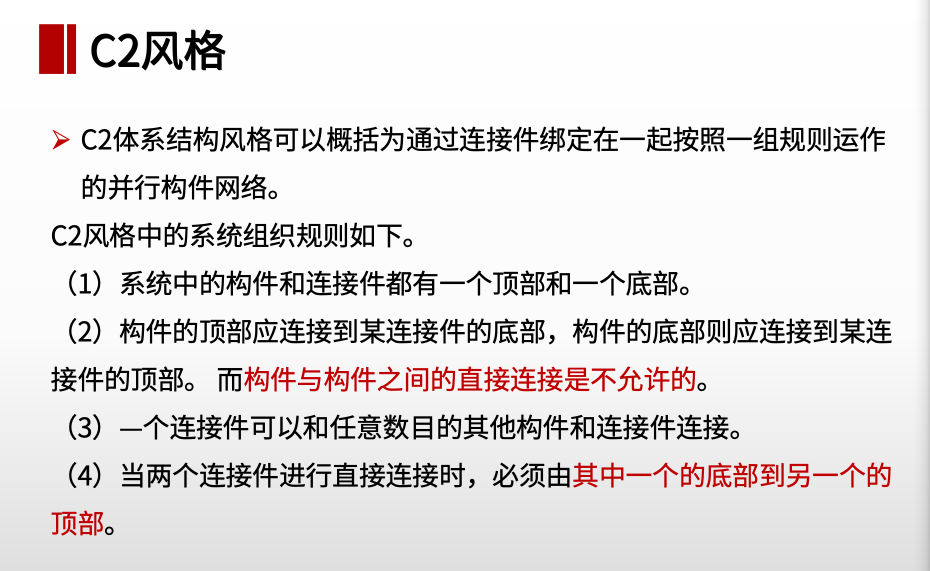 C2风格
C2体系结构风格可以概括为通过连接件绑定在一起按照一组规则运作
的并行构件网络。
C2风格中的系统组织规则如下。
（1）系统中的构件和连接件都有一个顶部和一个底部。
（2）构件的顶部应连接到某连接件的底部，构件的底部则应连接到某连
接件的顶部。 而构件与构件之间的直接连接是不允许的。
（3）—个连接件可以和任意数目的其他构件和连接件连接。
（4）当两个连接件进行直接连接时，必须由其中一个的底部到另一个的
顶部。